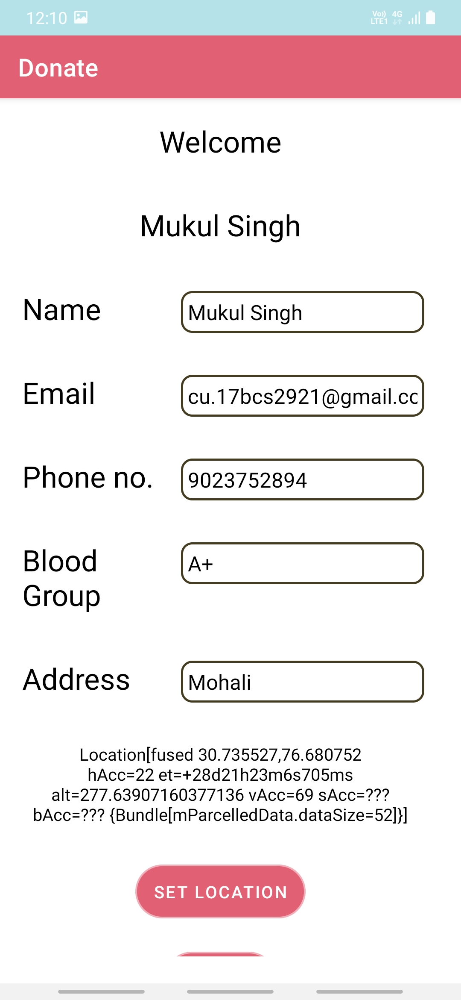 12:10
Vo)) 4G
LTE1
Donate
Welcome
Mukul Singh
Name
Mukul Singh
Email
cu.17bcs2921@gmail.cc
Phone no.
9023752894
Blood
Group
A+
Address
Mohali
Location[fused 30.735527,76.680752
hAcc=22 et=+28d21h23m6s705ms
alt=277.63907160377136 vAcc=69 sAcc=???
bAcc=??? {Bundle[mParcelledData.dataSize=52]}]
SET LOCATION